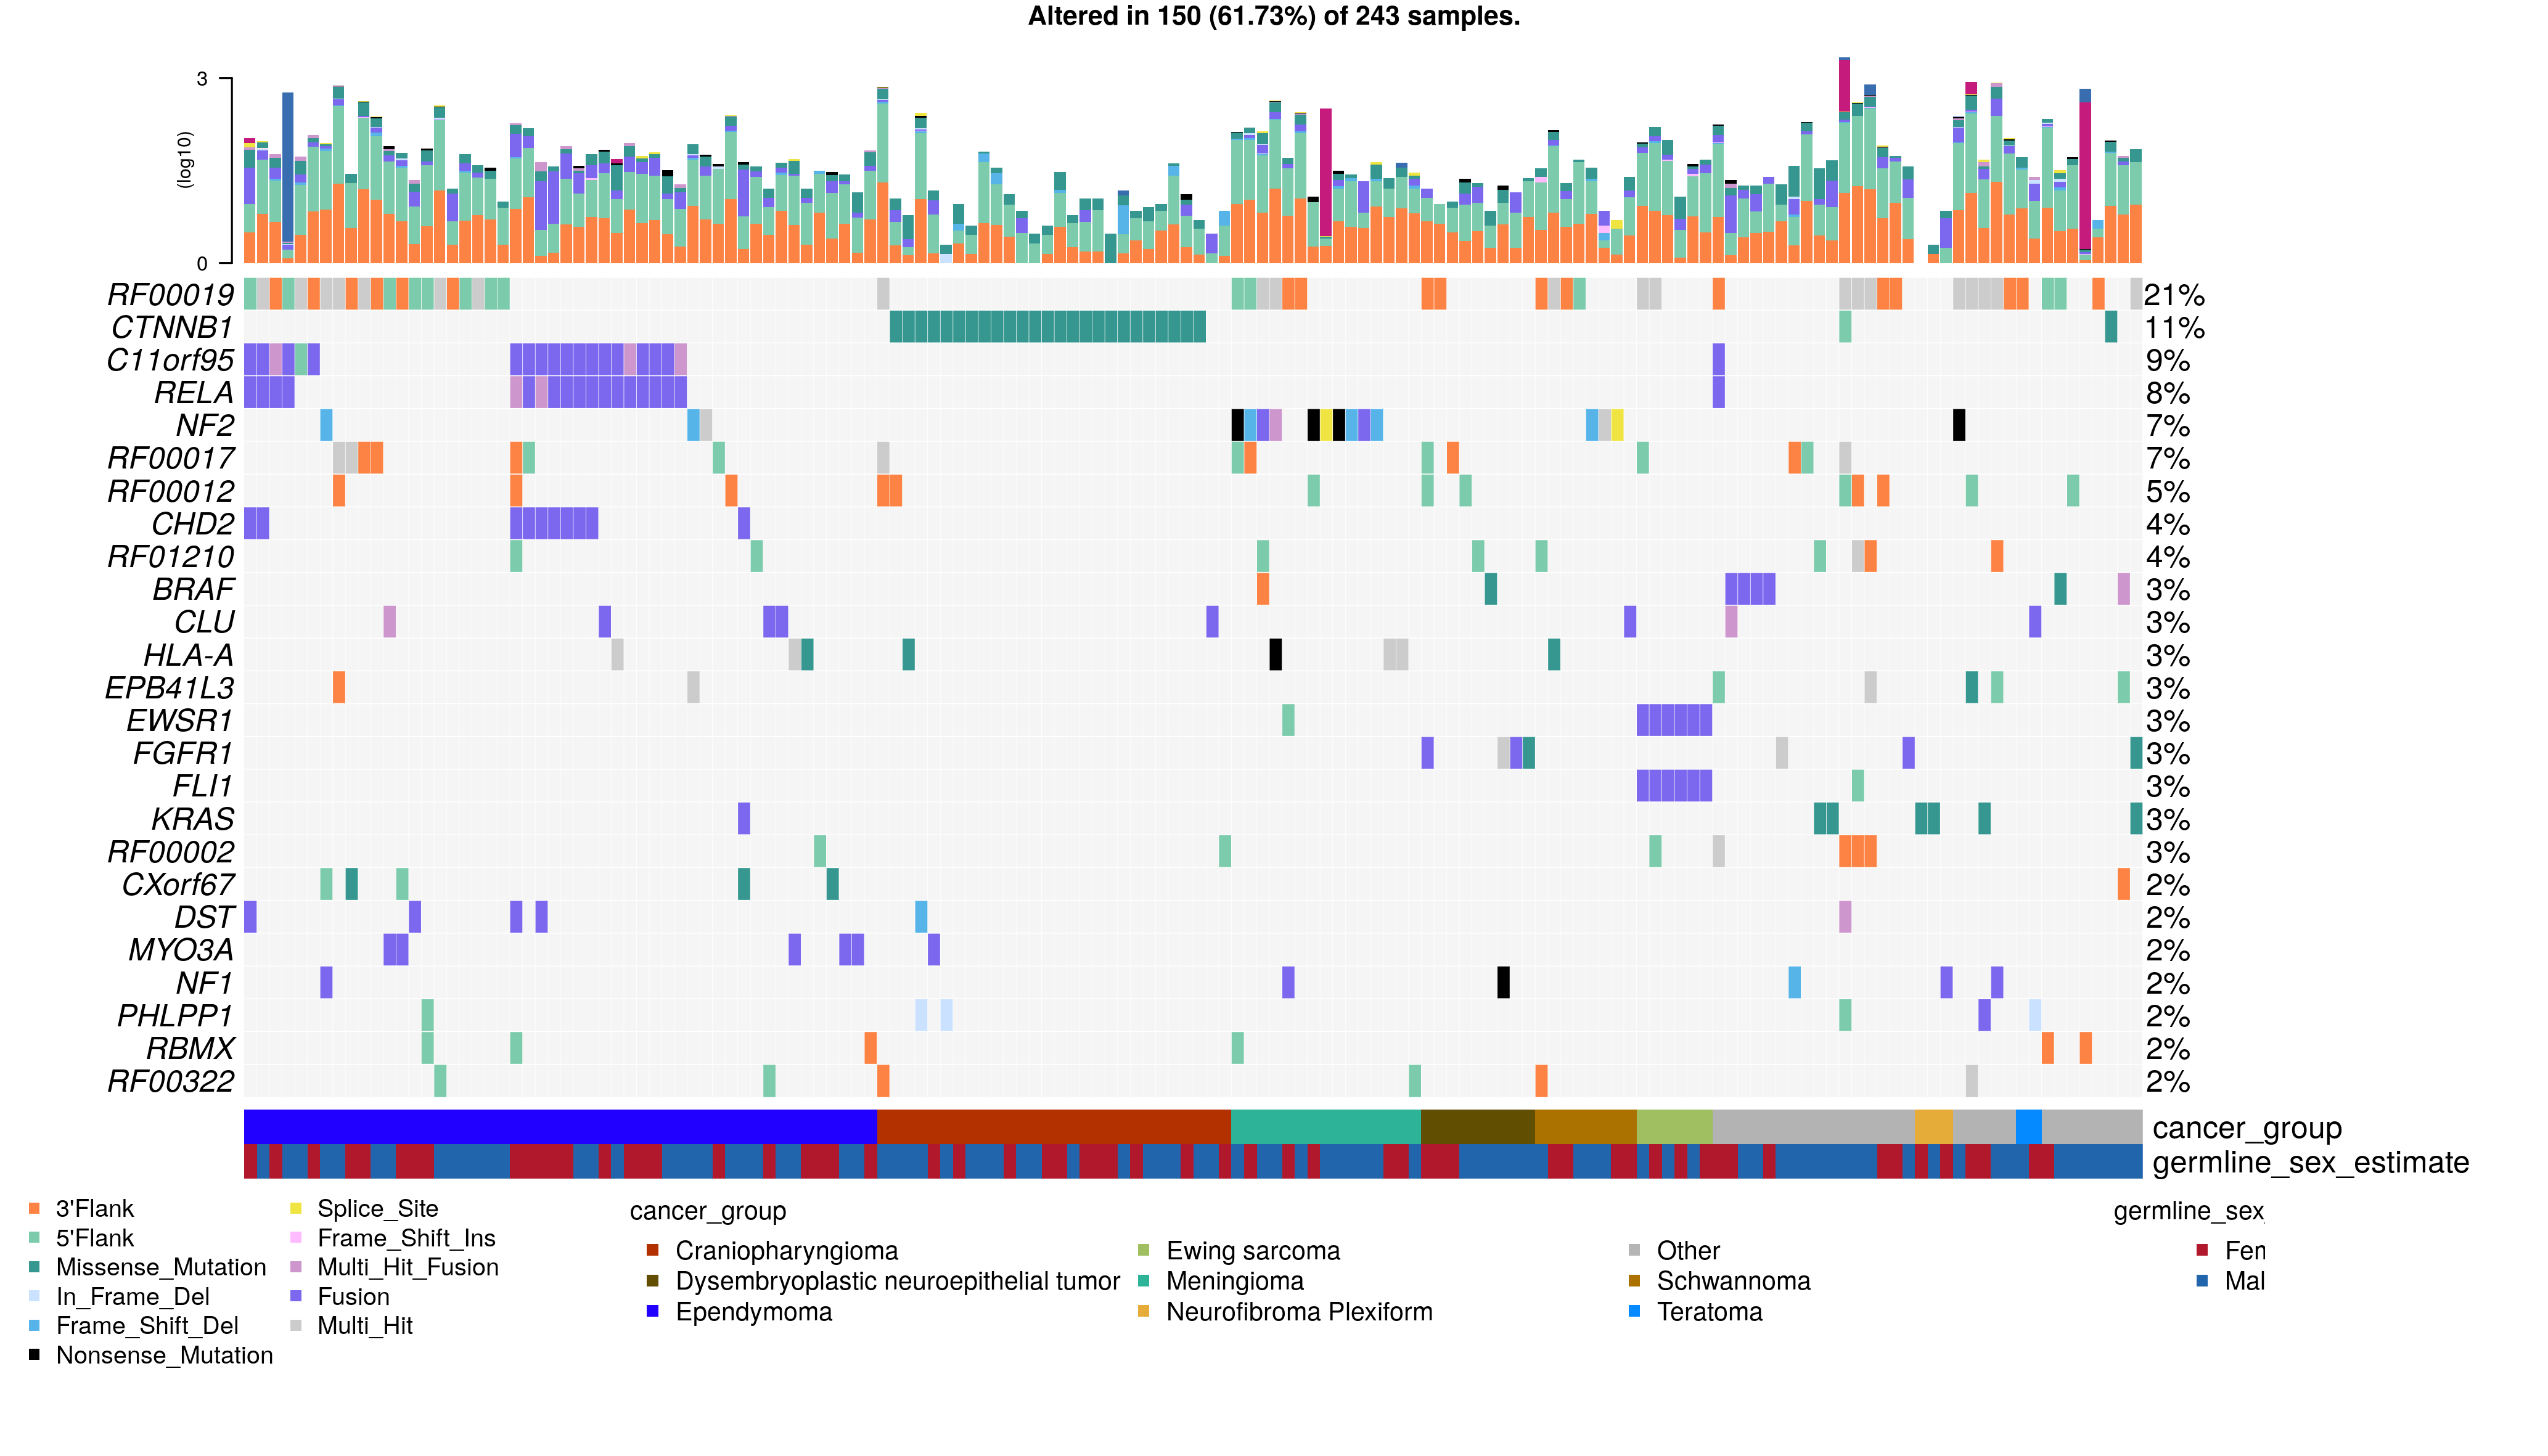 Altered in 150 (61.73%) of 243 samples.
3
(log10)
0
RF00019 21%
CTNNB1 11%
C11orf95 9%
RELA 8%
NF2 7%
RF00017 7%
RF00012 5%
CHD2 4%
RF01210 4%
BRAF 3%
CLU 3%
HLA-A 3%
EPB41L3 3%
EWSR1 3%
FGFR1 3%
FLI1 3%
KRAS 3%
RF00002 3%
CXorf67 2%
DST 2%
MYO3A 2%
NF1 2%
PHLPP1 2%
RBMX 2%
RF00322 2%
cancer_group
germline_sex_estimate
3'Flank
5'Flank
Missense_Mutation
In_Frame_Del
Frame_Shift_Del
Nonsense_Mutation
Splice_Site
Frame_Shift_Ins
Multi_Hit_Fusion
Fusion
Multi_Hit
cancer_group
Craniopharyngioma
Dysembryoplastic neuroepithelial tumor
Ependymoma
Ewing sarcoma
Meningioma
Neurofibroma Plexiform
Other
Schwannoma
Teratoma
germline_sex
Fen
Mal